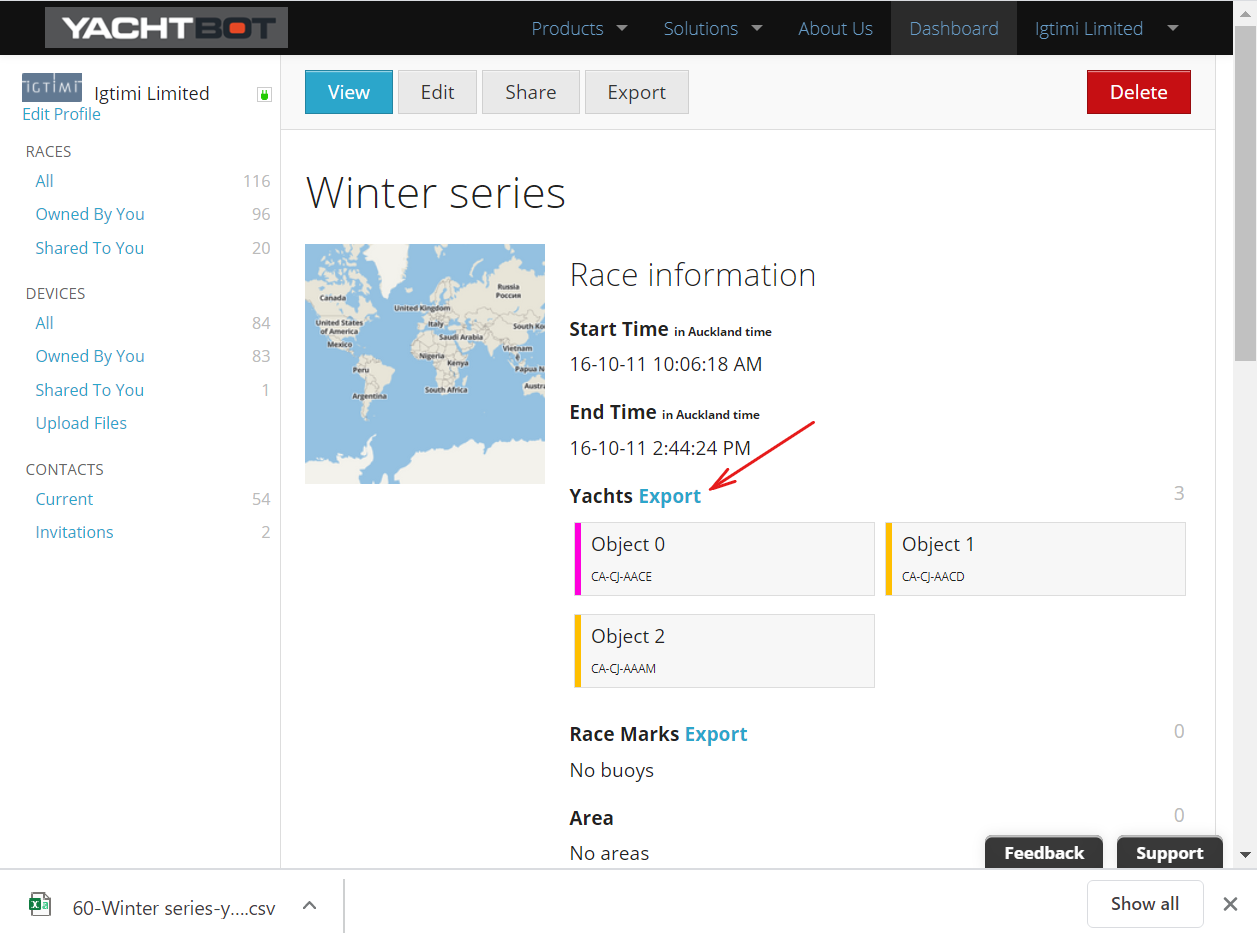 YACHTBOT
Products Solutions About Us Dashboard Igtimi Limited
IGTIMI
Igtimi Limited
Edit Profile
RACES
All 116
Owned By You 96
Shared To You 20
DEVICES
All 84
Owned By You 83
Shared To You 1
Upload Files
CONTACTS
Current 54
Invitations 2
View Edit Share Export Delete
Winter series
Canada
United States
of America
Mexico
Peru
Argentina
United Kingdom
Italy
Nigeria
Kenya
South Africa
Saudi Arabia
Russia
Россия
South Ko
Vietnam
Papua N
Austra
Race information
Start Time in Auckland time
16-10-11 10:06:18 AM
End Time in Auckland time
16-10-11 2:44:24 PM
Yachts Export 3
Object 0
CA-CJ-AACE
Object 1
CA-CJ-AACD
Object 2
CA-CJ-AAAM
Race Marks Export 0
No buoys
Area 0
No areas
Feedback Support
60-Winter series-y....csv
Show all